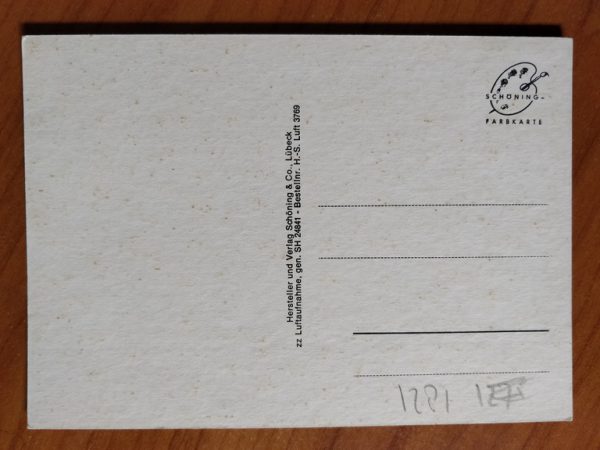 SCHÖNING
FARBKARTE
Hersteller und Verlag Schöning & Co., Lübeck
zz Luftaufnahme, gen. SH 24841 · Bestellnr. H.-S. Luft 3769